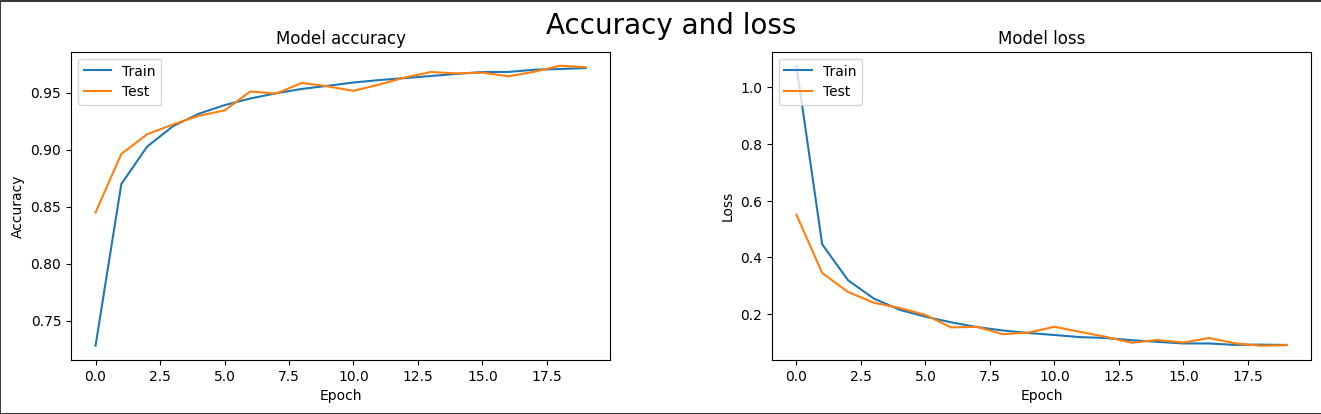 Accuracy and loss
Model accuracy
Train
Test
0.95
0.90
0.85
0.80
0.75
Accuracy
0.0 2.5 5.0 7.5 10.0 12.5 15.0 17.5
Epoch
Model loss
Train
Test
1.0
0.8
0.6
0.4
0.2
Loss
0.0 2.5 5.0 7.5 10.0 12.5 15.0 17.5
Epoch